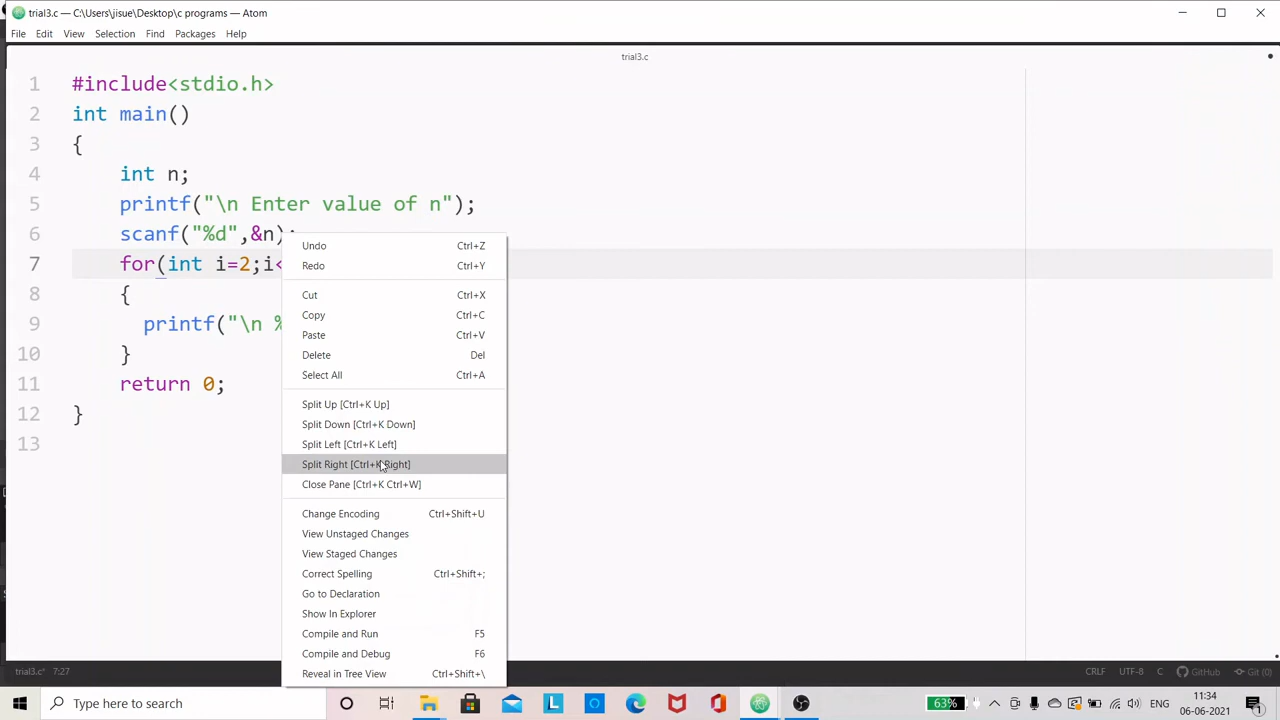 trial3.c — C:\Users\jisue\Desktop\c programs — Atom
File Edit View Selection Find Packages Help
trial3.c
1 #include<stdio.h>
2 int main()
3 {
4 int n;
5 printf("\n Enter value of n");
6 scanf("%d",&n);
7 for(int i=2;i<
8 {
9 printf("\n %
10 }
11 return 0;
12 }
13
Undo Ctrl+Z
Redo Ctrl+Y
Cut Ctrl+X
Copy Ctrl+C
Paste Ctrl+V
Delete Del
Select All Ctrl+A
Split Up [Ctrl+K Up]
Split Down [Ctrl+K Down]
Split Left [Ctrl+K Left]
Split Right [Ctrl+K Right]
Close Pane [Ctrl+K Ctrl+W]
Change Encoding Ctrl+Shift+U
View Unstaged Changes
View Staged Changes
Correct Spelling Ctrl+Shift+;
Go to Declaration
Show In Explorer
Compile and Run F5
Compile and Debug F6
Reveal in Tree View Ctrl+Shift+\
trial3.c* 7:27 CRLF UTF-8 C GitHub Git (0)
Type here to search L 63% ENG 11:34
06-06-2021 1